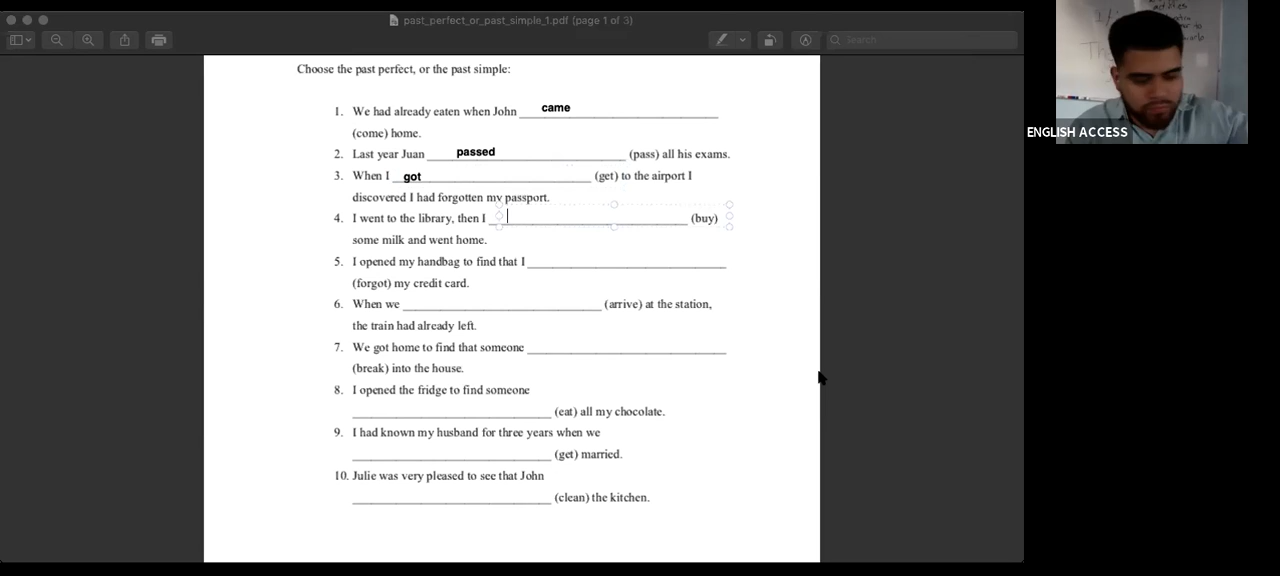 past_perfect_or_past_simple_1.pdf (page 1 of 3)
Search
Choose the past perfect, or the past simple:
1. We had already eaten when John came
(come) home.
2. Last year Juan passed (pass) all his exams.
3. When I got (get) to the airport I
discovered I had forgotten my passport.
4. I went to the library, then I (buy)
some milk and went home.
5. I opened my handbag to find that I
(forgot) my credit card.
6. When we (arrive) at the station,
the train had already left.
7. We got home to find that someone
(break) into the house.
8. I opened the fridge to find someone
(eat) all my chocolate.
9. I had known my husband for three years when we
(get) married.
10. Julie was very pleased to see that John
(clean) the kitchen.
ENGLISH ACCESS